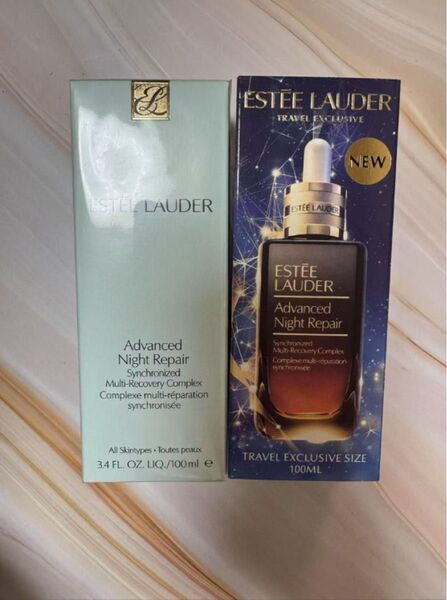 ESTĒE LAUDER
Advanced
Night Repair
Synchronized
Multi-Recovery Complex
Complexe multi-réparation
synchronisée
All Skintypes • Toutes peaux
3.4 FL. OZ. LIQ./100 ml ℮
ESTĒE LAUDER
TRAVEL EXCLUSIVE
NEW
ESTĒE LAUDER
ESTĒE
LAUDER
Advanced
Night Repair
Synchronized
Multi-Recovery Complex
Complexe multi-réparation
synchronisée
TRAVEL EXCLUSIVE SIZE
100ML